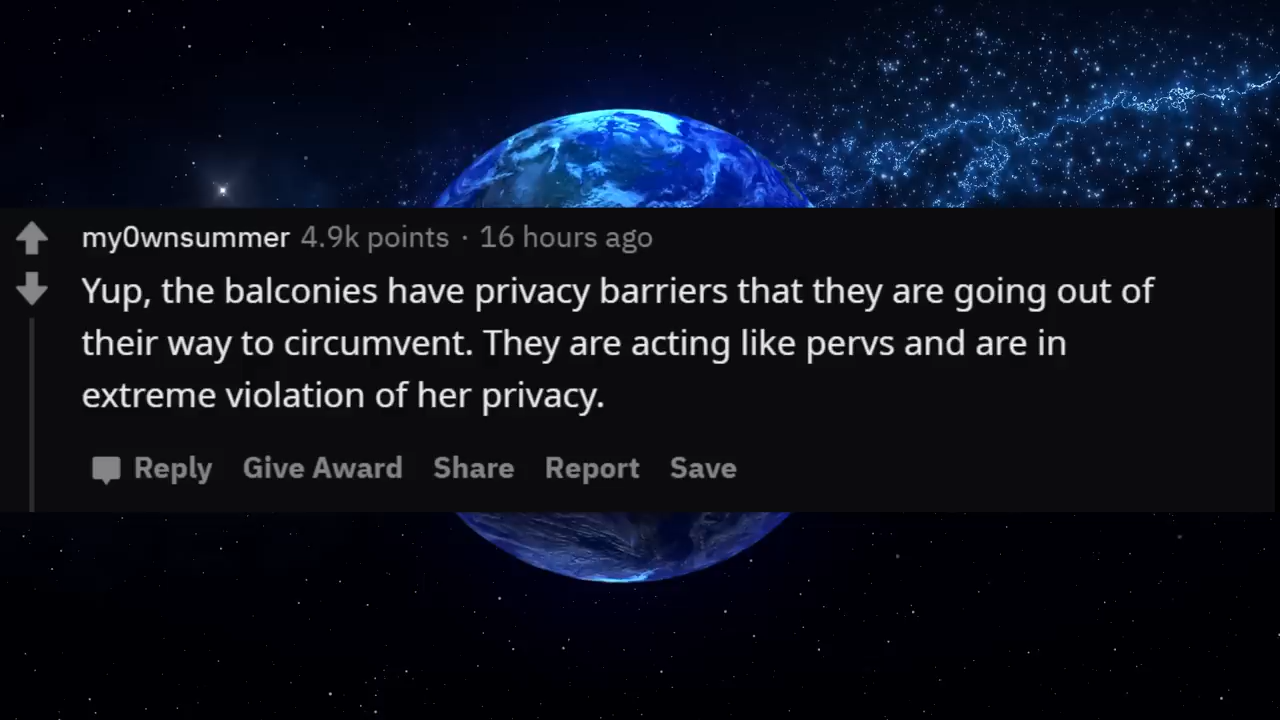 my0wnsummer 4.9k points · 16 hours ago
Yup, the balconies have privacy barriers that they are going out of
their way to circumvent. They are acting like pervs and are in
extreme violation of her privacy.
Reply Give Award Share Report Save